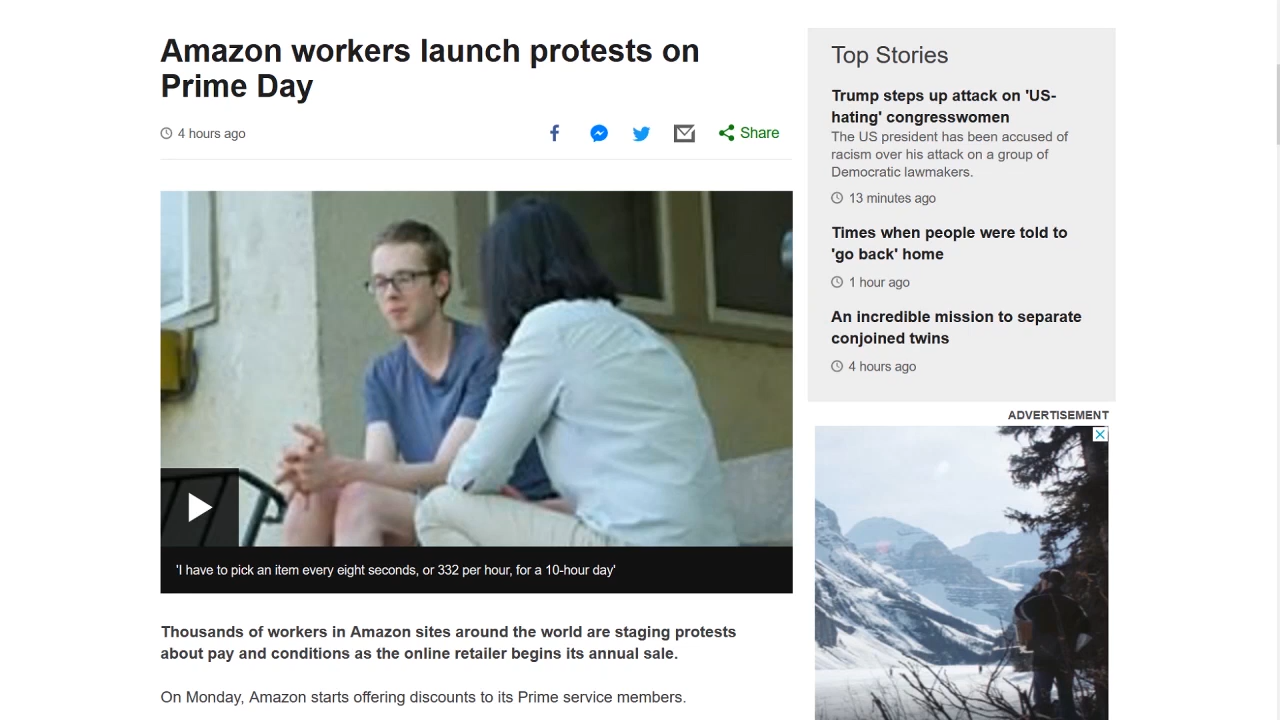 Amazon workers launch protests on
Prime Day
4 hours ago
Share
'I have to pick an item every eight seconds, or 332 per hour, for a 10-hour day'
Thousands of workers in Amazon sites around the world are staging protests
about pay and conditions as the online retailer begins its annual sale.
On Monday, Amazon starts offering discounts to its Prime service members.
Top Stories
Trump steps up attack on 'US-
hating' congresswomen
The US president has been accused of
racism over his attack on a group of
Democratic lawmakers.
13 minutes ago
Times when people were told to
'go back' home
1 hour ago
An incredible mission to separate
conjoined twins
4 hours ago
ADVERTISEMENT